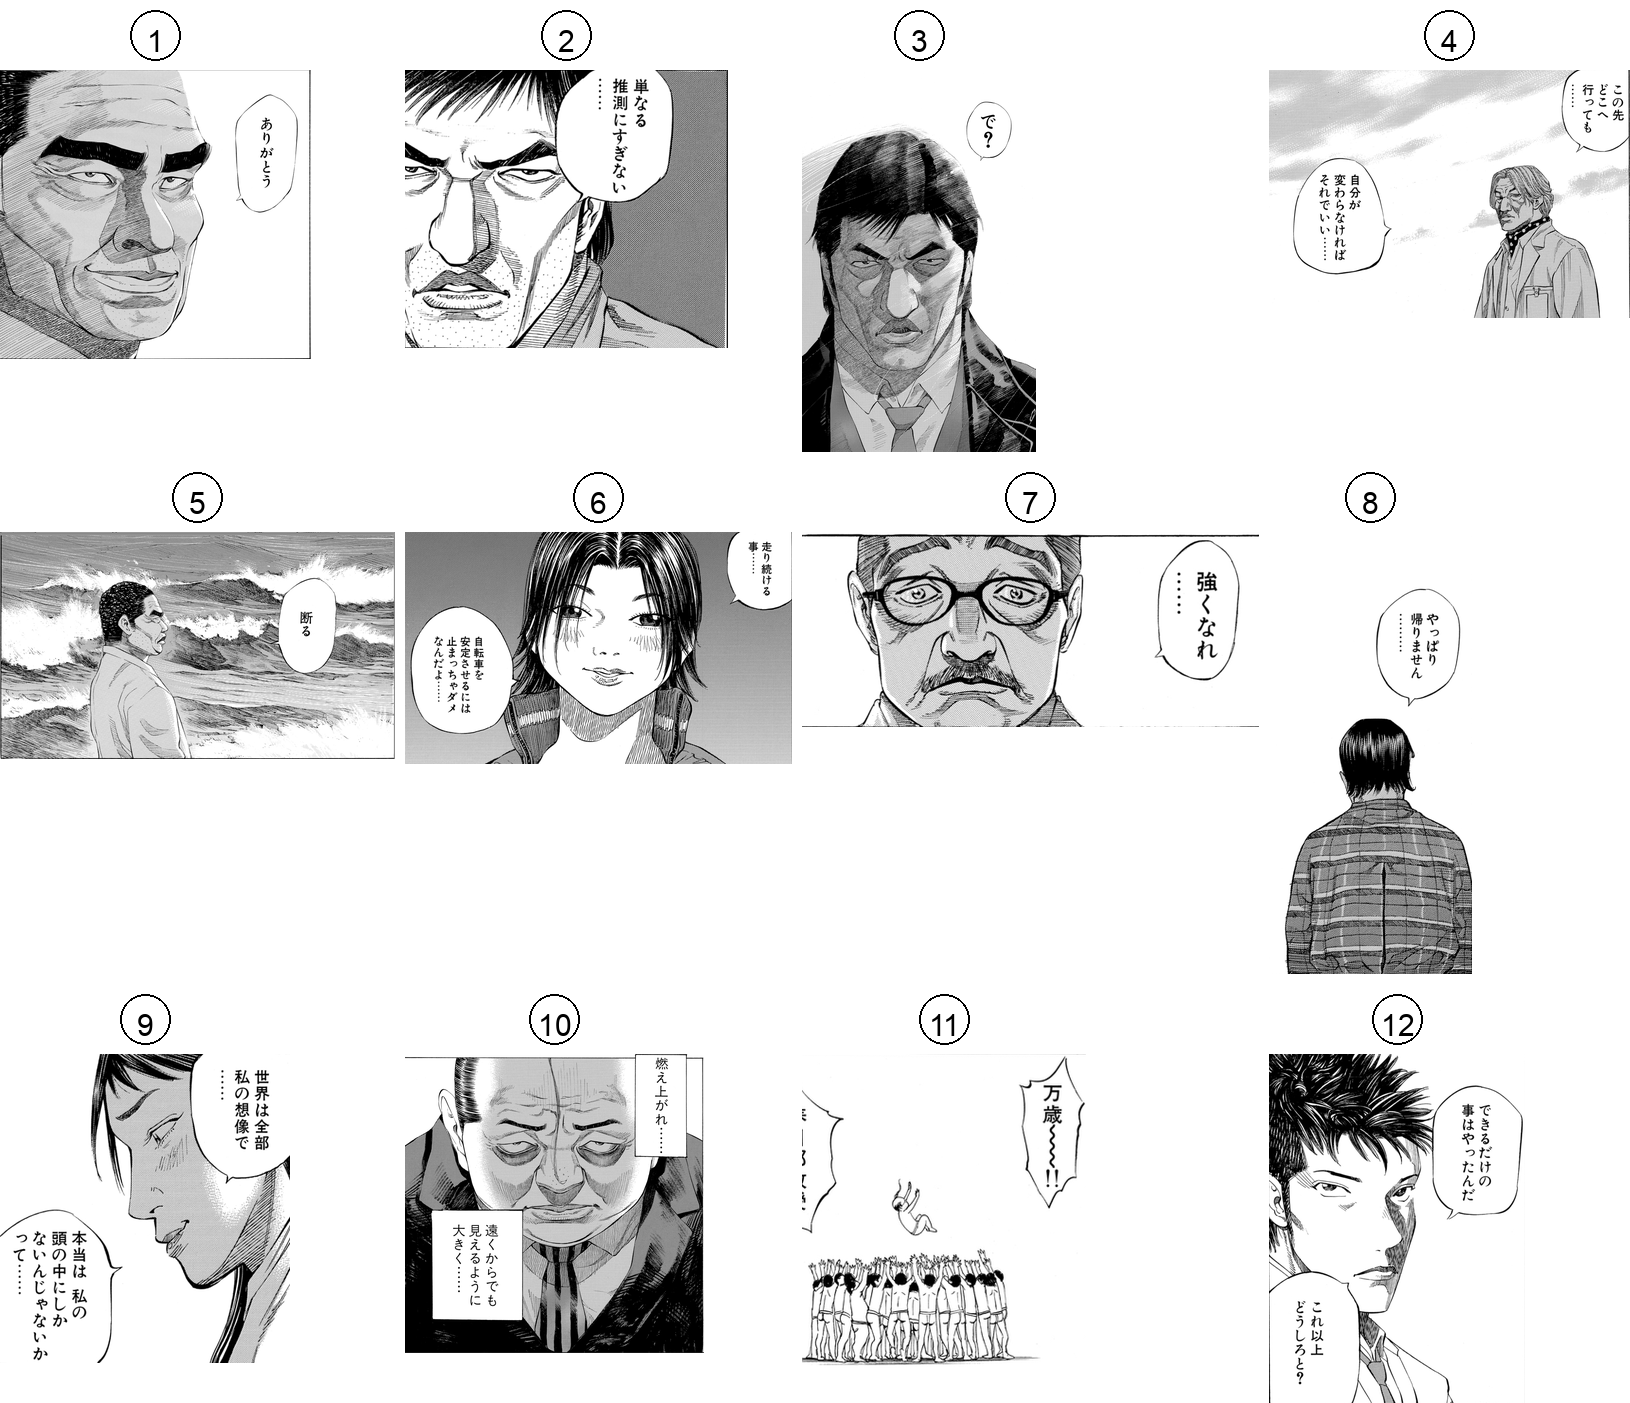 1
ありがとう
2
単なる
推測にすぎない
……
3
で？
4
この先
どこへ
行っても
……
自分が
変わらなければ
それでいい……
5
断る
6
走り続ける
事……
自転車を
安定させるには
止まっちゃダメ
なんだよ……
7
強くなれ
……
8
やっぱり
帰りません
………
9
世界は全部
私の想像で
……
本当は 私の
頭の中にしか
ないんじゃないか
って……
10
燃え上がれ……
遠くからでも
見えるように
大きく……
11
万歳〜〜〜!!
12
できるだけの
事はやったんだ
これ以上
どうしろと？